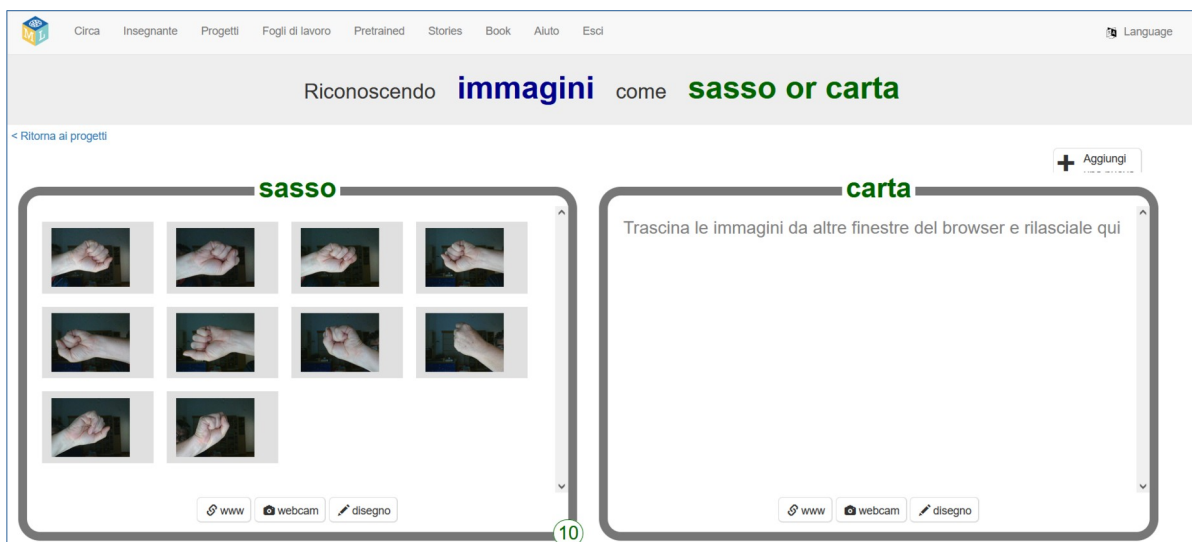 Circa Insegnante Progetti Fogli di lavoro Pretrained Stories Book Aiuto Esci Language
Riconoscendo immagini come sasso or carta
< Ritorna ai progetti
Aggiungi
sasso
carta
Trascina le immagini da altre finestre del browser e rilasciale qui
www webcam disegno
10
www webcam disegno